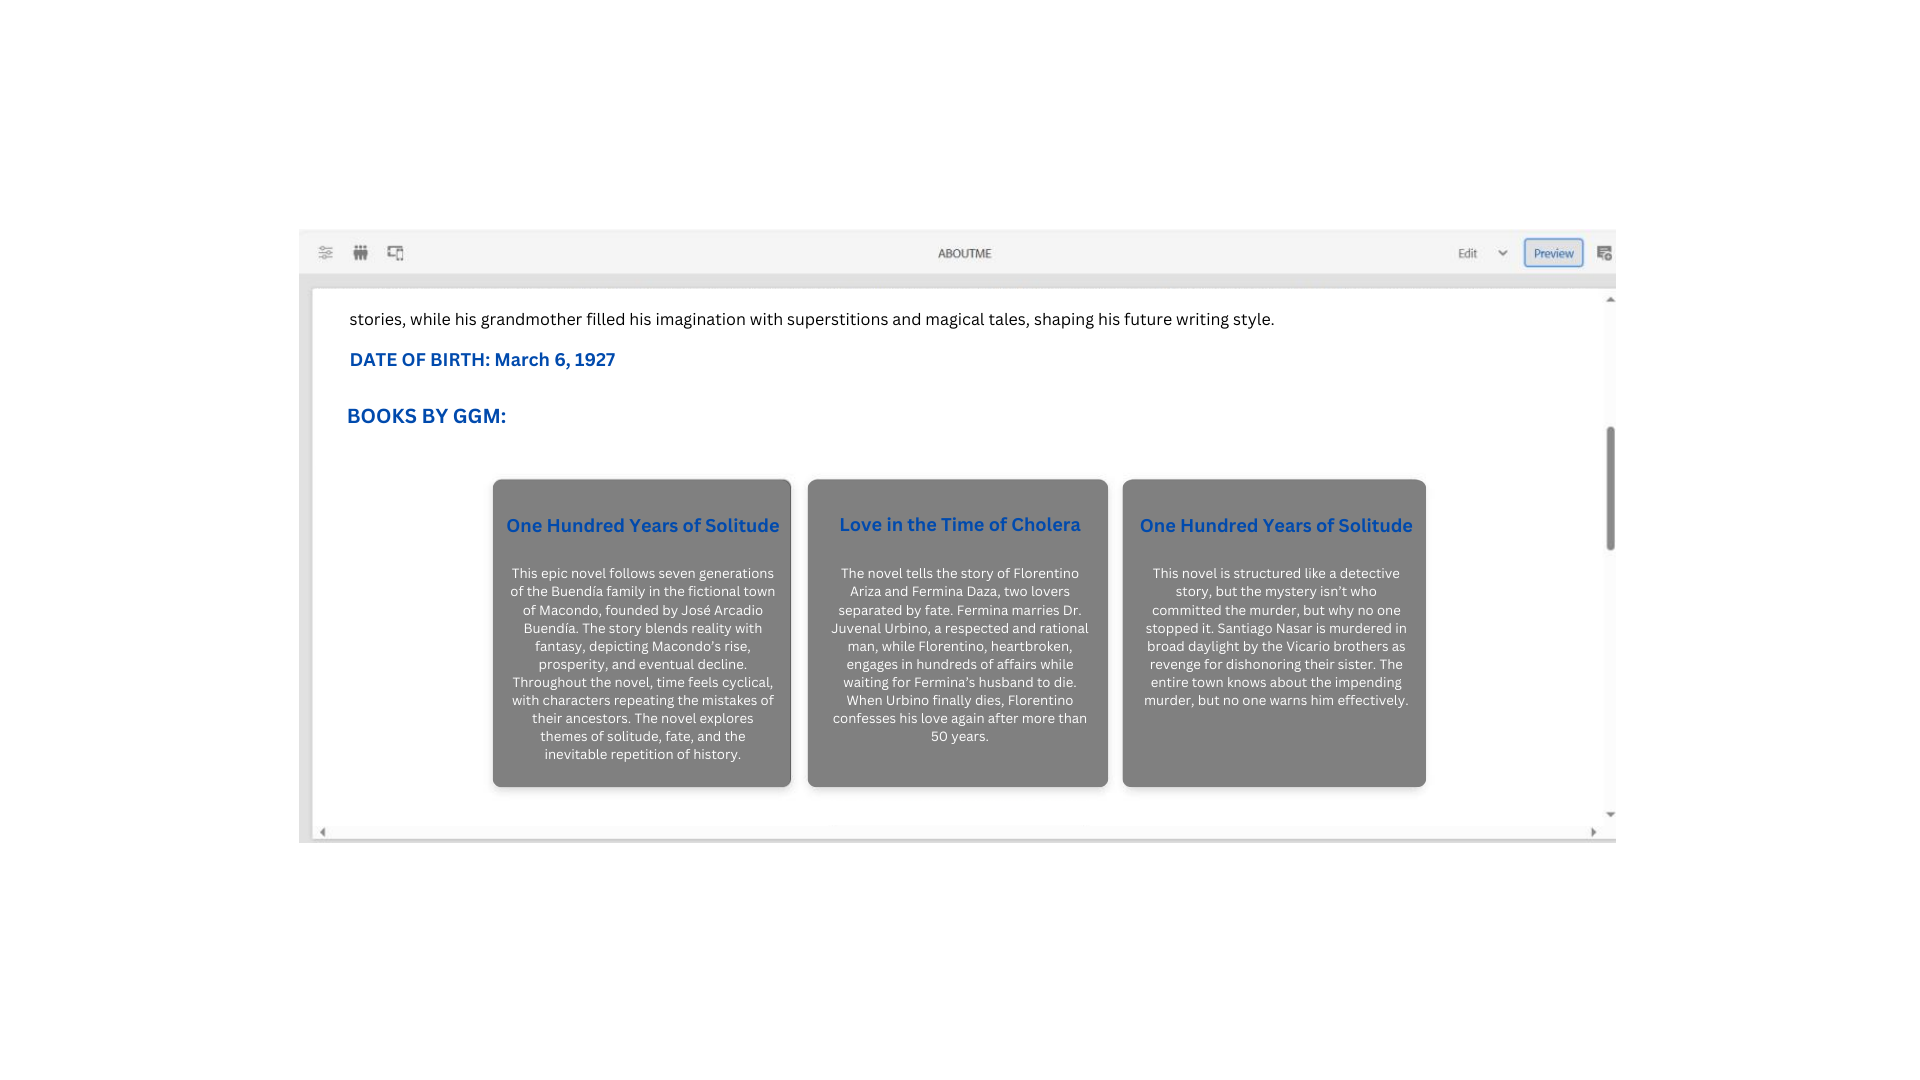 ABOUTME
Edit
Preview
stories, while his grandmother filled his imagination with superstitions and magical tales, shaping his future writing style.
DATE OF BIRTH: March 6, 1927
BOOKS BY GGM:
One Hundred Years of Solitude
This epic novel follows seven generations
of the Buendía family in the fictional town
of Macondo, founded by José Arcadio
Buendía. The story blends reality with
fantasy, depicting Macondo’s rise,
prosperity, and eventual decline.
Throughout the novel, time feels cyclical,
with characters repeating the mistakes of
their ancestors. The novel explores
themes of solitude, fate, and the
inevitable repetition of history.
Love in the Time of Cholera
The novel tells the story of Florentino
Ariza and Fermina Daza, two lovers
separated by fate. Fermina marries Dr.
Juvenal Urbino, a respected and rational
man, while Florentino, heartbroken,
engages in hundreds of affairs while
waiting for Fermina’s husband to die.
When Urbino finally dies, Florentino
confesses his love again after more than
50 years.
One Hundred Years of Solitude
This novel is structured like a detective
story, but the mystery isn’t who
committed the murder, but why no one
stopped it. Santiago Nasar is murdered in
broad daylight by the Vicario brothers as
revenge for dishonoring their sister. The
entire town knows about the impending
murder, but no one warns him effectively.